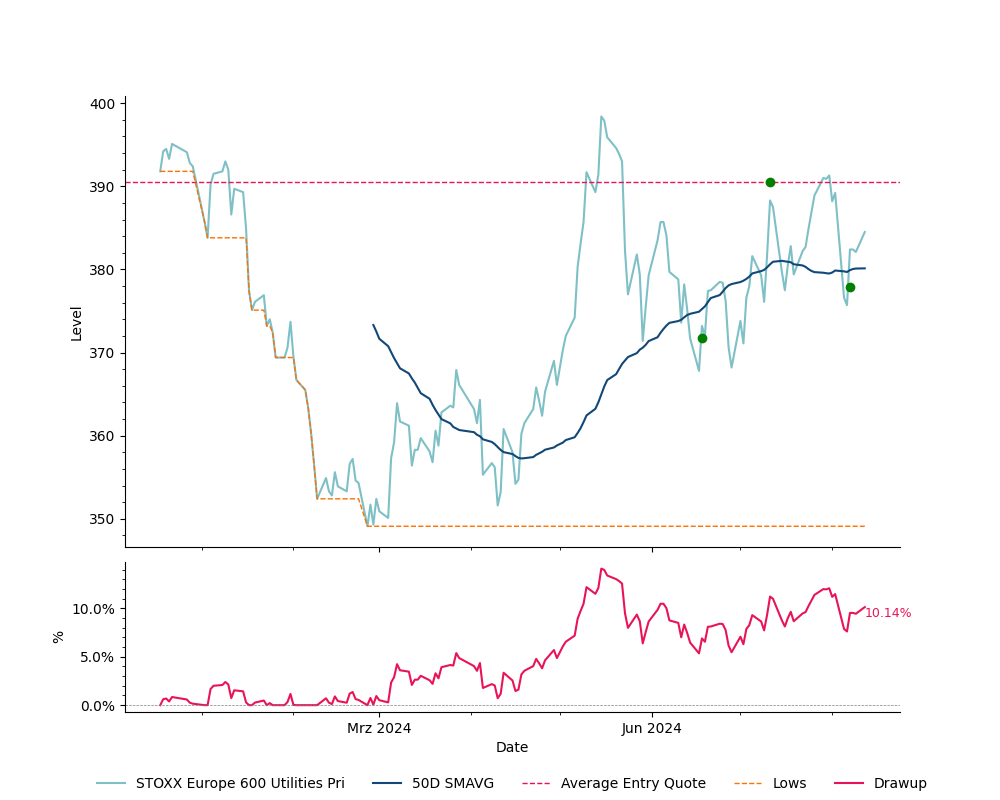 400
390
380
370
360
350
Level
10.0%
5.0%
0.0%
%
10.14%
Mrz 2024
Jun 2024
Date
STOXX Europe 600 Utilities Pri
50D SMAVG
Average Entry Quote
Lows
Drawup